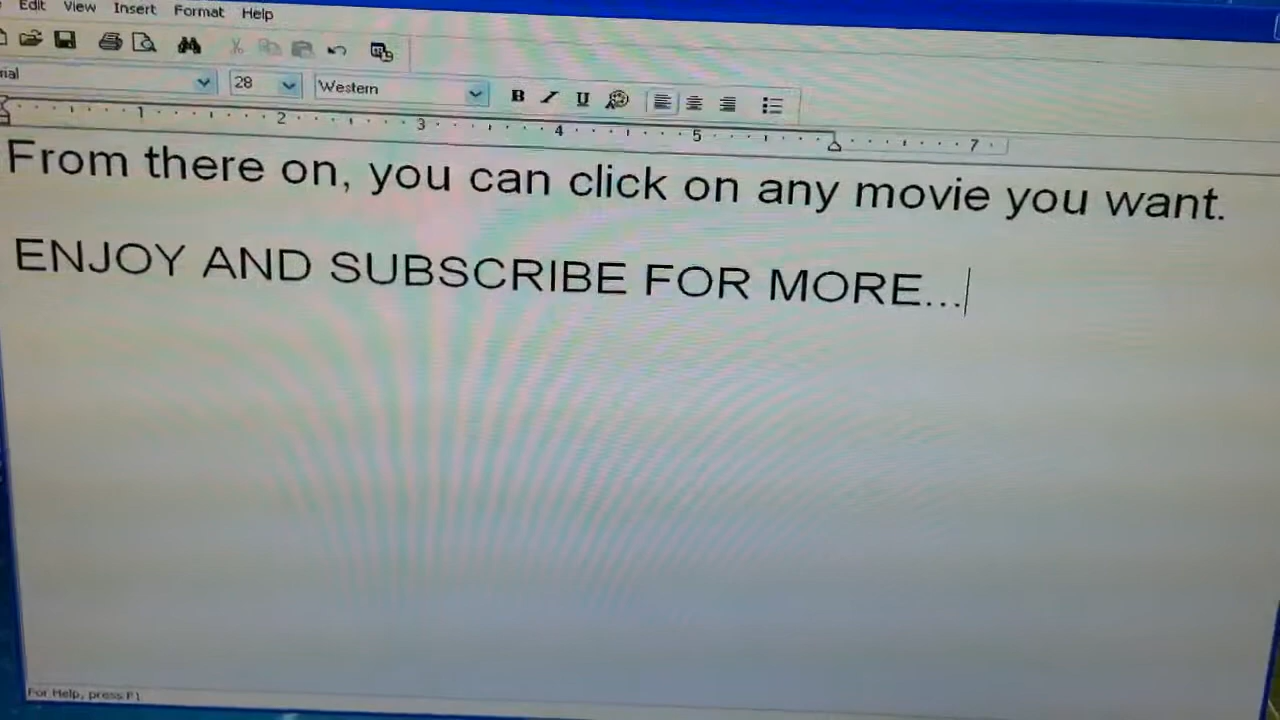 Edit View Insert Format Help
28 Western B I U
1 2 3 4 5 7
From there on, you can click on any movie you want.
ENJOY AND SUBSCRIBE FOR MORE...
For Help, press F1